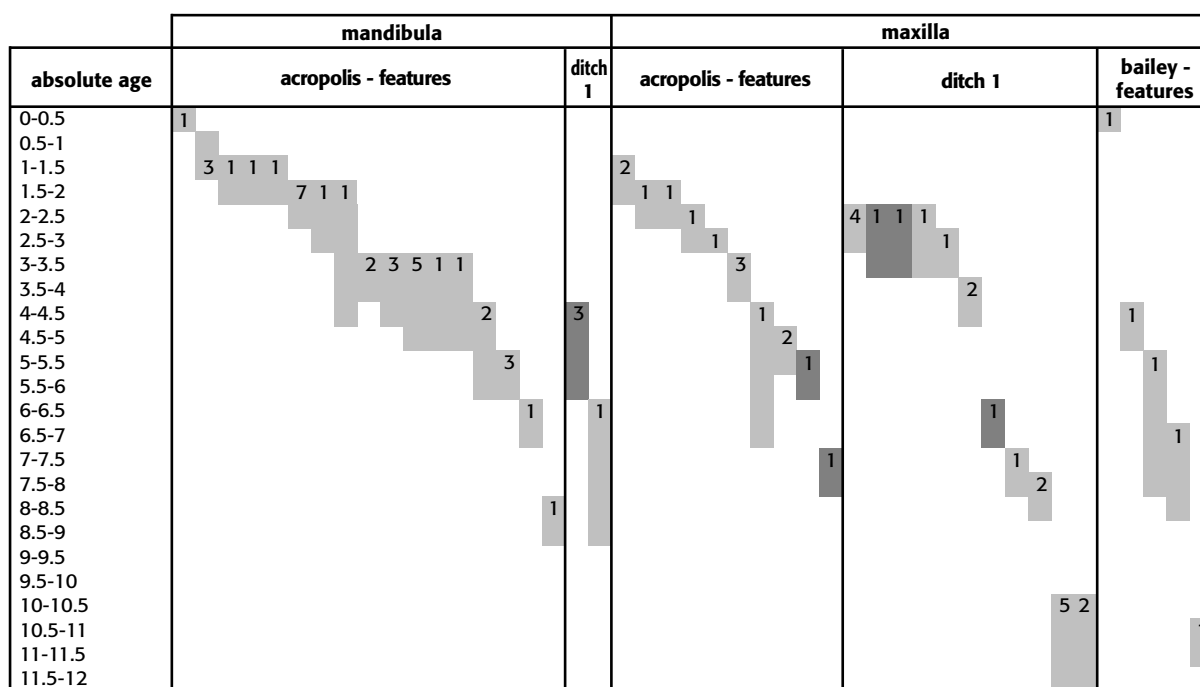 mandibula maxilla
absolute age acropolis - features ditch 1 acropolis - features ditch 1 bailey - features
0-0.5 1 1
0.5-1
1-1.5 3 1 1 1 2
1.5-2 7 1 1 1 1
2-2.5 1 4 1 1 1
2.5-3 1 1
3-3.5 2 3 5 1 1 3
3.5-4 2
4-4.5 2 3 1 1
4.5-5 2
5-5.5 3 1 1
5.5-6
6-6.5 1 1 1
6.5-7 1
7-7.5 1 1
7.5-8 2
8-8.5 1
8.5-9
9-9.5
9.5-10
10-10.5 5 2
10.5-11
11-11.5
11.5-12